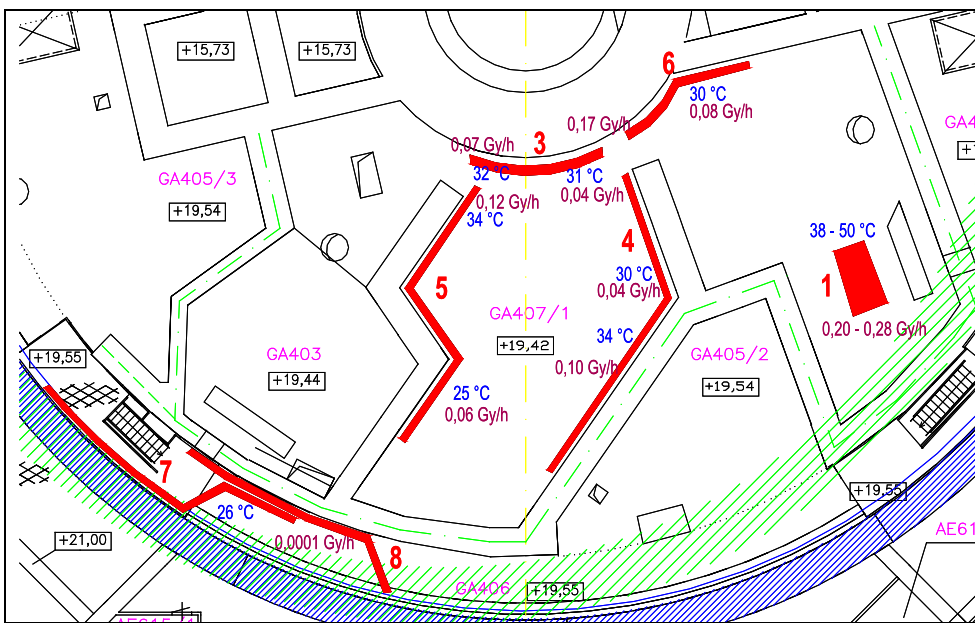 +15,73
+15,73
6
30 °C
0,08 Gy/h
0,17 Gy/h
3
0,07 Gy/h
32 °C
31 °C
0,12 Gy/h
0,04 Gy/h
34 °C
GA405/3
+19,54
4
38 - 50 °C
1
0,20 - 0,28 Gy/h
5
30 °C
0,04 Gy/h
GA407/1
+19,42
34 °C
0,10 Gy/h
GA405/2
+19,54
GA403
+19,44
+19,55
25 °C
0,06 Gy/h
7
26 °C
0,0001 Gy/h
8
+19,55
+21,00
AE61
GA406
+19,55